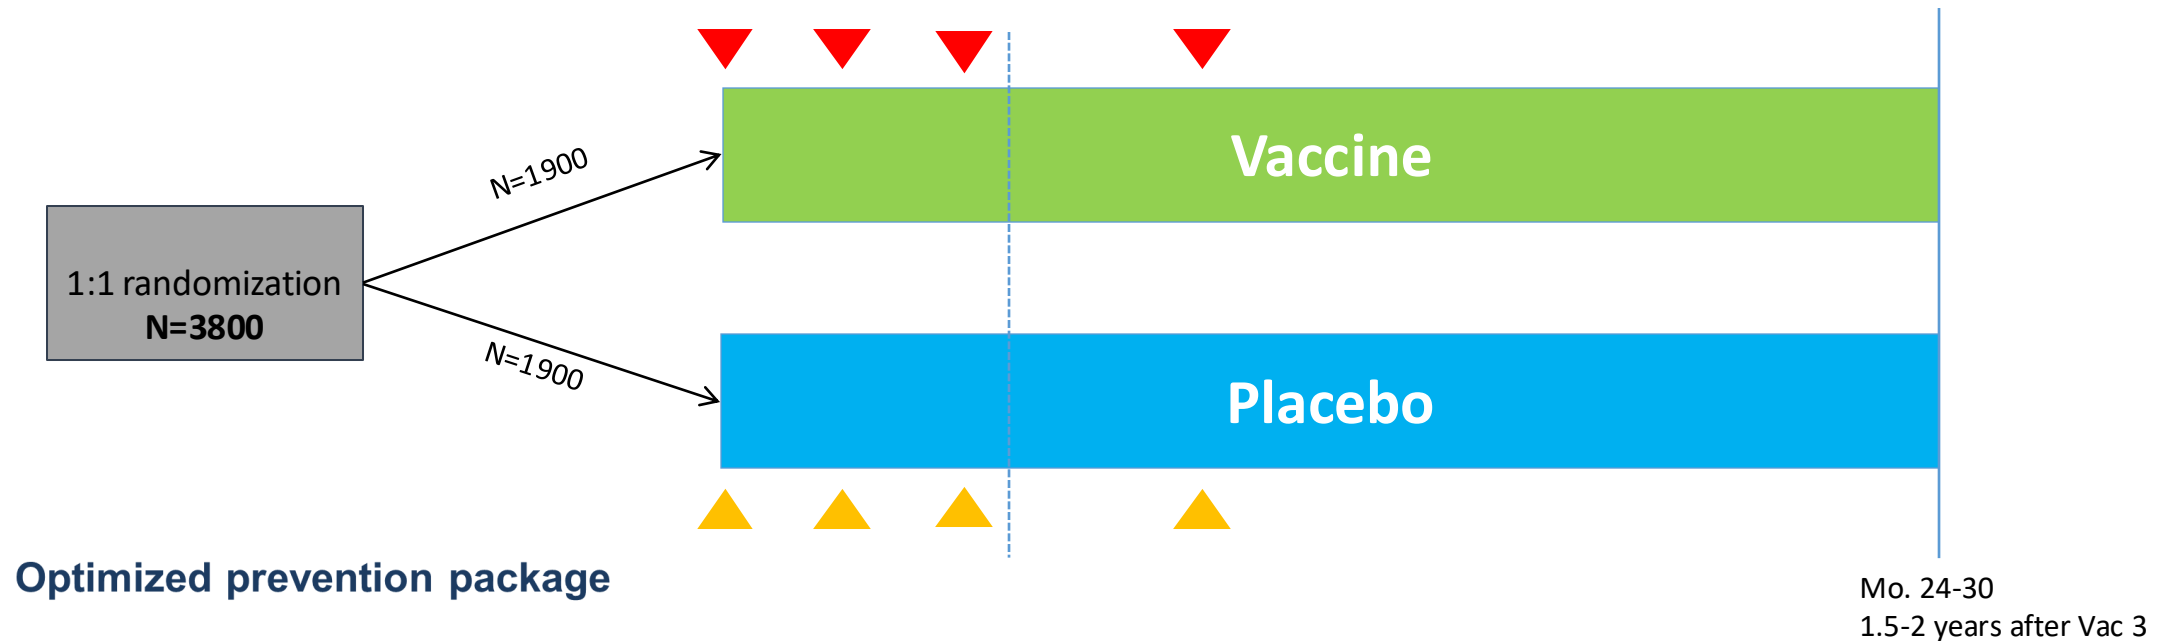 N=1900
Vaccine
1:1 randomization
N=3800
N=1900
Placebo
Optimized prevention package
Mo. 24-30
1.5-2 years after Vac 3